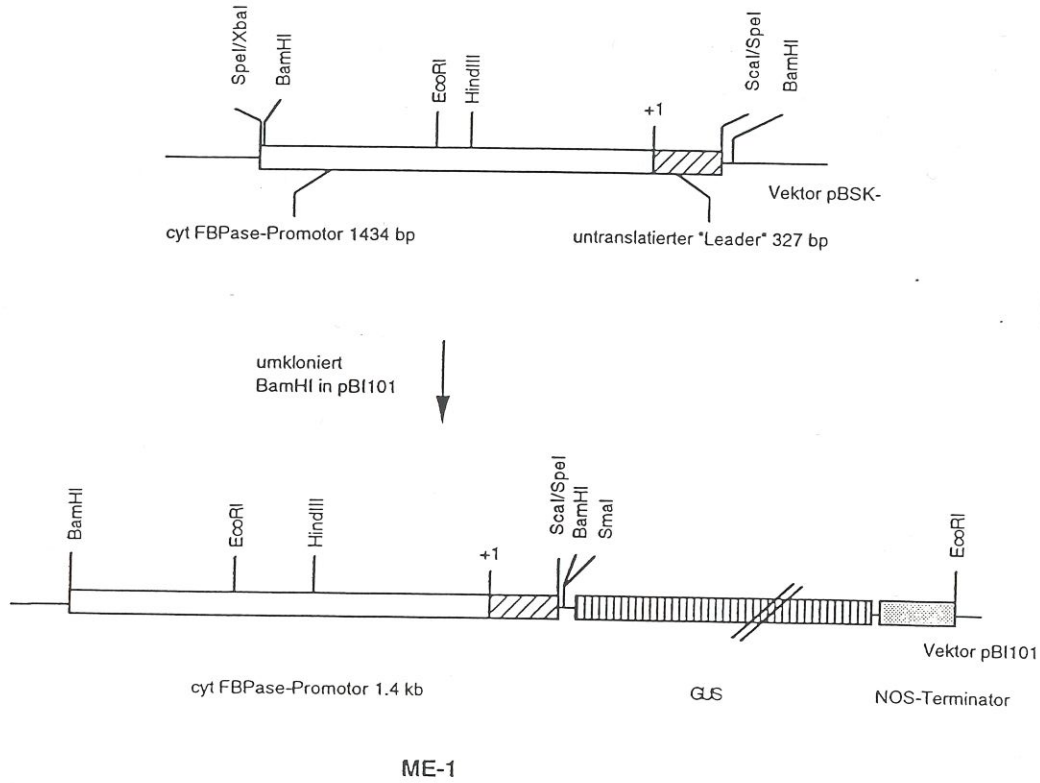 SpeI/XbaI
BamHI
EcoRI
HindIII
+1
ScaI/SpeI
BamHI
Vektor pBSK-
cyt FBPase-Promotor 1434 bp
untranslatierter "Leader" 327 bp
umkloniert
BamHI in pBI101
BamHI
EcoRI
HindIII
+1
ScaI/SpeI
BamHI
SmaI
EcoRI
Vektor pBI101
cyt FBPase-Promotor 1.4 kb
GUS
NOS-Terminator
ME-1